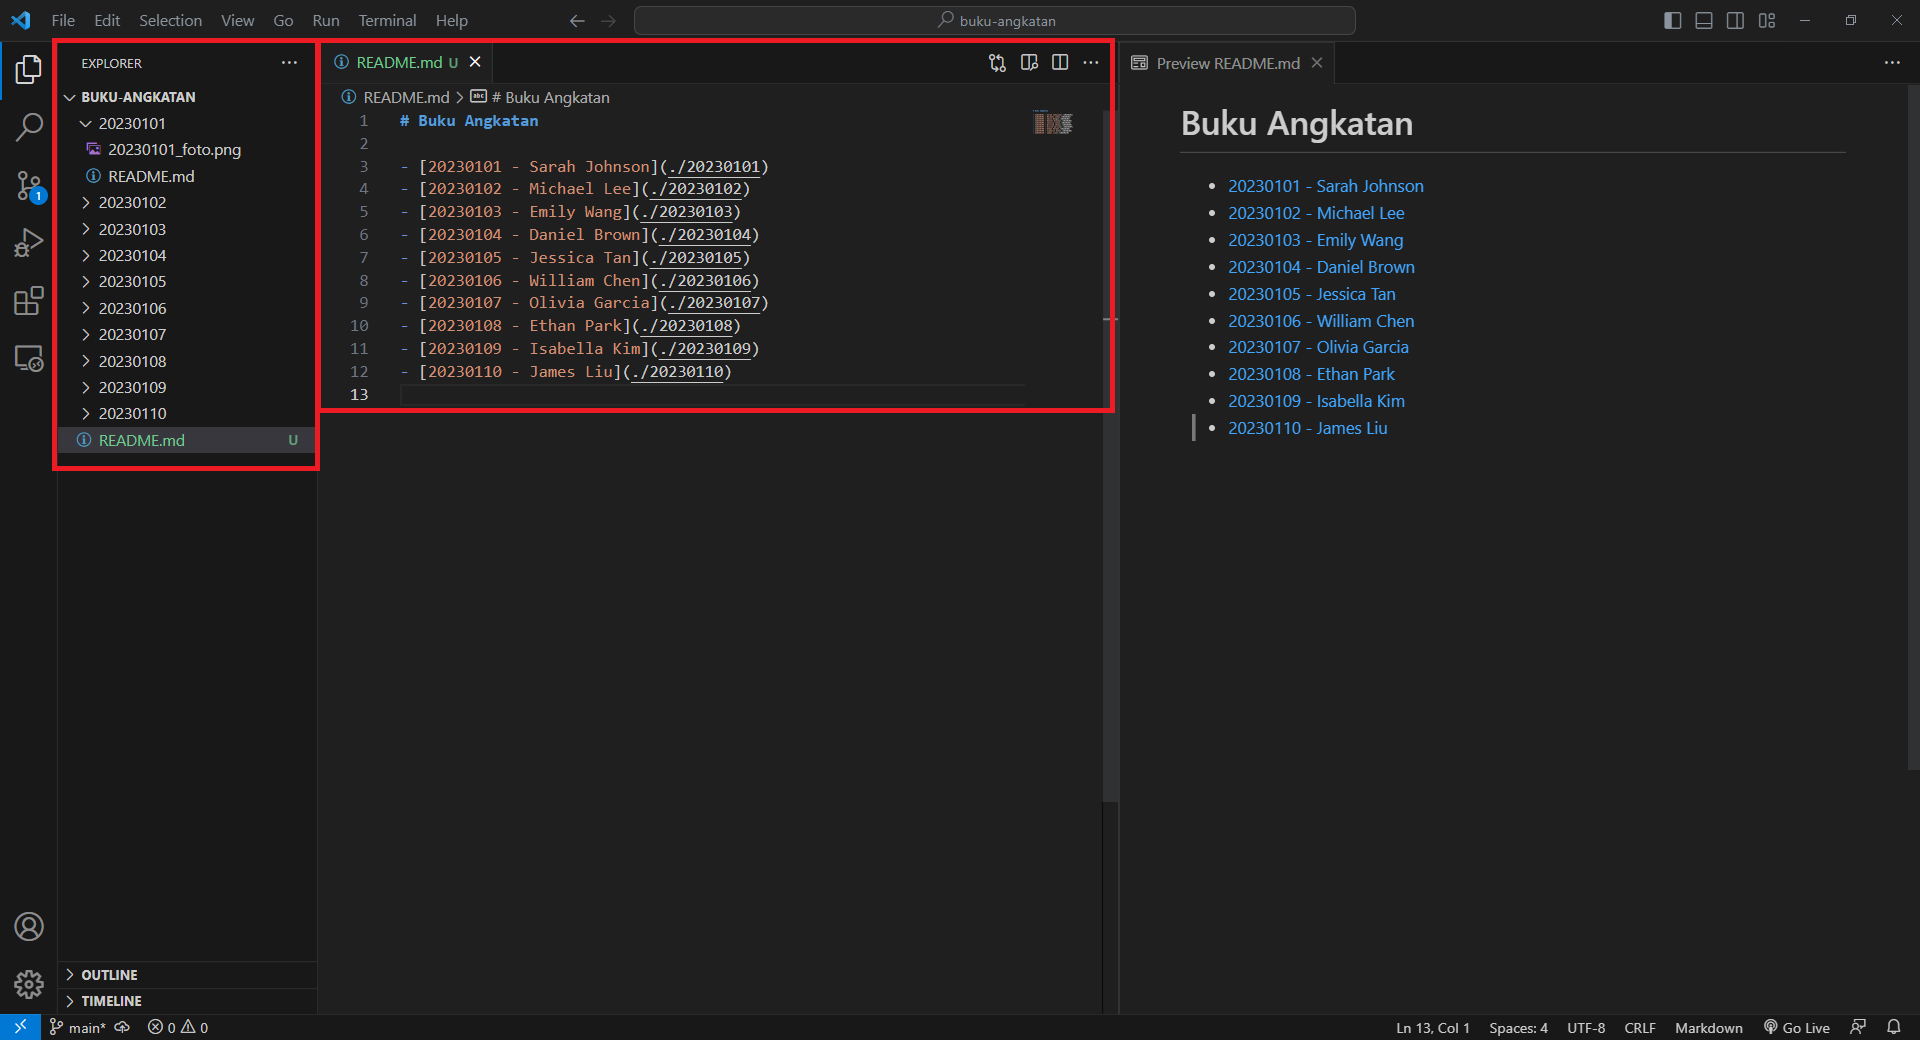 File Edit Selection View Go Run Terminal Help
buku-angkatan
EXPLORER
BUKU-ANGKATAN
20230101
20230101_foto.png
README.md
20230102
20230103
20230104
20230105
20230106
20230107
20230108
20230109
20230110
README.md U
OUTLINE
TIMELINE
README.md U
README.md > # Buku Angkatan
1 # Buku Angkatan
2
3 - [20230101 - Sarah Johnson](./20230101)
4 - [20230102 - Michael Lee](./20230102)
5 - [20230103 - Emily Wang](./20230103)
6 - [20230104 - Daniel Brown](./20230104)
7 - [20230105 - Jessica Tan](./20230105)
8 - [20230106 - William Chen](./20230106)
9 - [20230107 - Olivia Garcia](./20230107)
10 - [20230108 - Ethan Park](./20230108)
11 - [20230109 - Isabella Kim](./20230109)
12 - [20230110 - James Liu](./20230110)
13
Preview README.md
Buku Angkatan
• 20230101 - Sarah Johnson
• 20230102 - Michael Lee
• 20230103 - Emily Wang
• 20230104 - Daniel Brown
• 20230105 - Jessica Tan
• 20230106 - William Chen
• 20230107 - Olivia Garcia
• 20230108 - Ethan Park
• 20230109 - Isabella Kim
• 20230110 - James Liu
1
main* 0 0 Ln 13, Col 1 Spaces: 4 UTF-8 CRLF Markdown Go Live